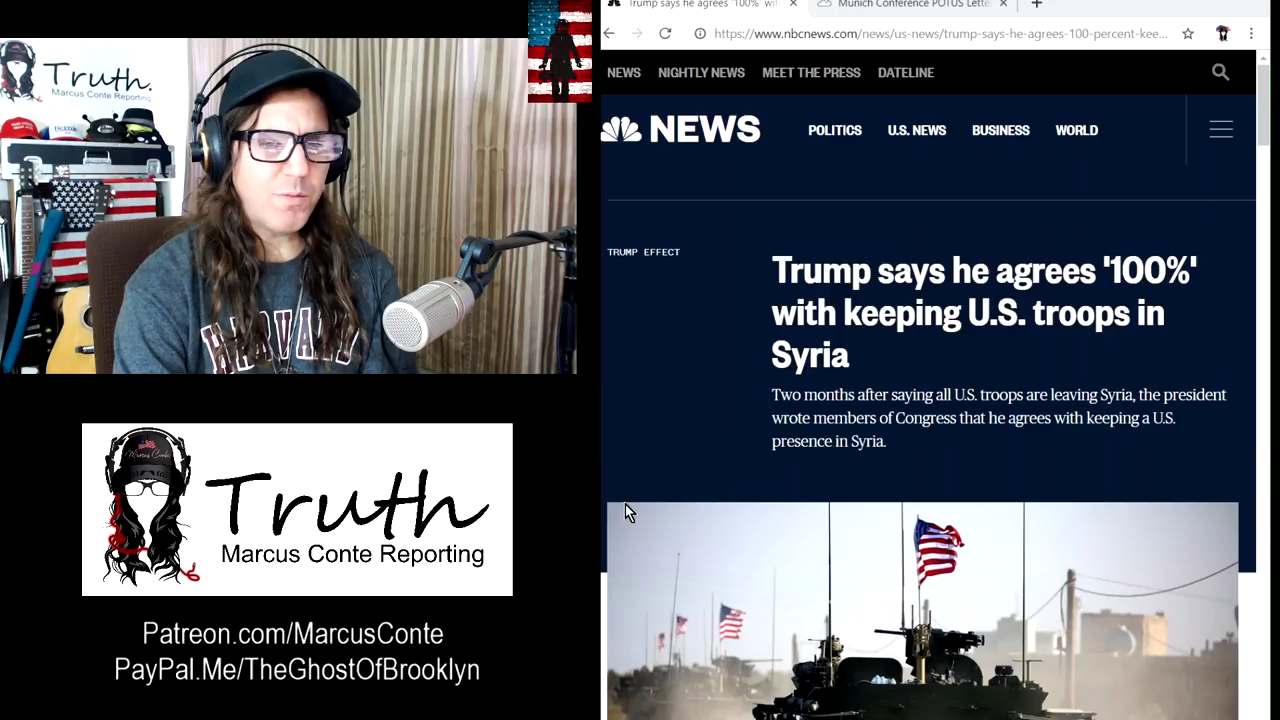 Truth.
Marcus Conte Reporting.
HARVARD
Marcus Conte
Truth
Marcus Conte Reporting
Patreon.com/MarcusConte
PayPal.Me/TheGhostOfBrooklyn
Trump says he agrees '100%' wit
Munich Conference POTUS Lette
https://www.nbcnews.com/news/us-news/trump-says-he-agrees-100-percent-kee...
NEWS NIGHTLY NEWS MEET THE PRESS DATELINE
NEWS POLITICS U.S. NEWS BUSINESS WORLD
TRUMP EFFECT
Trump says he agrees '100%'
with keeping U.S. troops in
Syria
Two months after saying all U.S. troops are leaving Syria, the president
wrote members of Congress that he agrees with keeping a U.S.
presence in Syria.